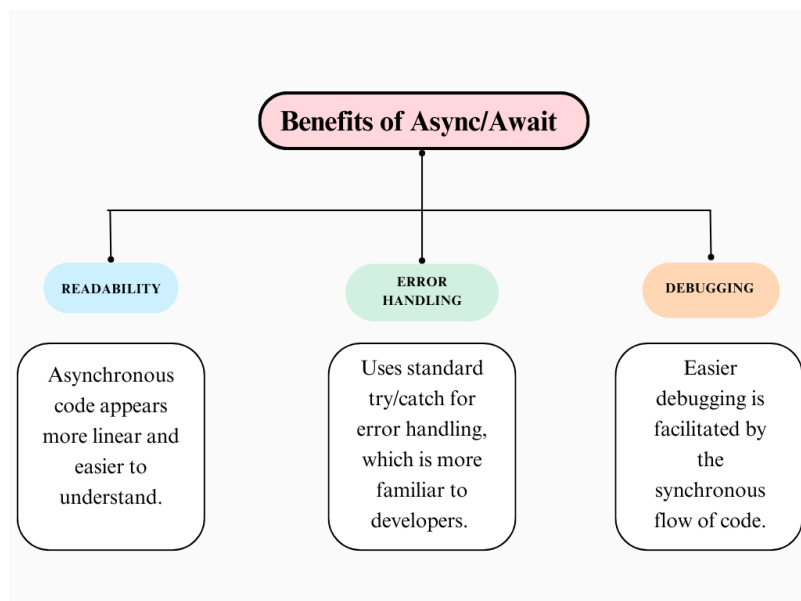 Benefits of Async/Await
READABILITY
Asynchronous
code appears
more linear and
easier to
understand.
ERROR
HANDLING
Uses standard
try/catch for
error handling,
which is more
familiar to
developers.
DEBUGGING
Easier
debugging is
facilitated by
the
synchronous
flow of code.